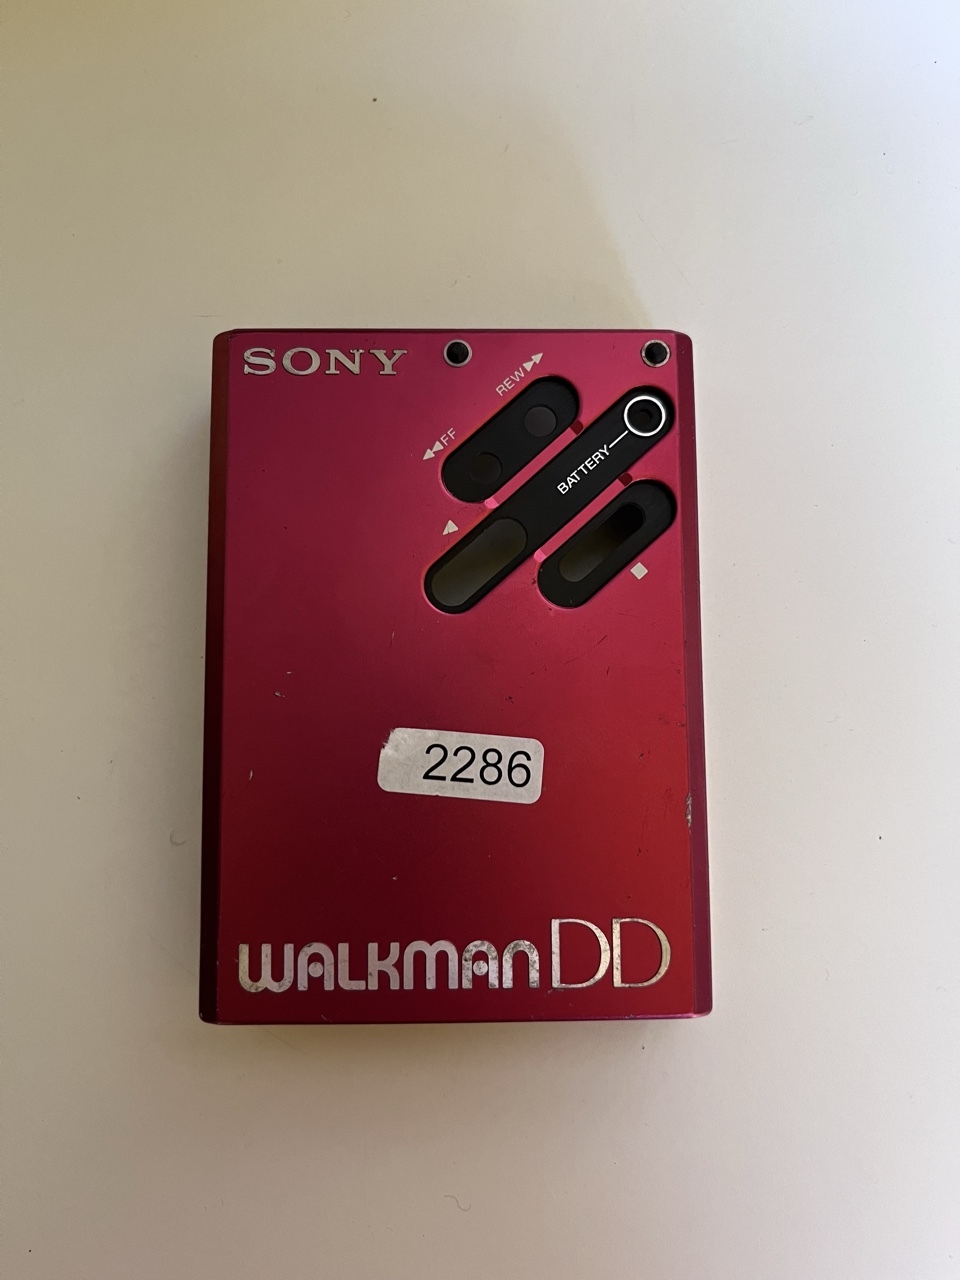 SONY
REW
FF
BATTERY
2286
WALKMAN DD